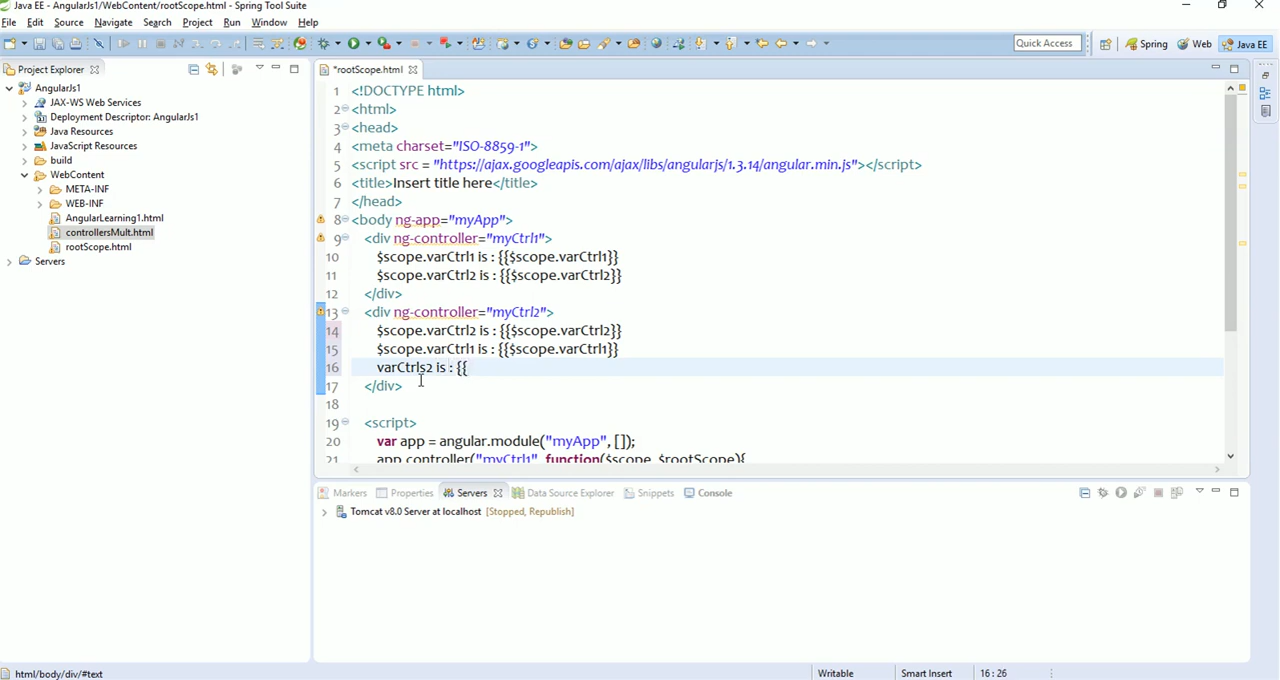 Java EE - AngularJs1/WebContent/rootScope.html - Spring Tool Suite
File Edit Source Navigate Search Project Run Window Help
Quick Access Spring Web Java EE
Project Explorer
*rootScope.html
AngularJs1
JAX-WS Web Services
Deployment Descriptor: AngularJs1
Java Resources
JavaScript Resources
build
WebContent
META-INF
WEB-INF
AngularLearning1.html
controllersMult.html
rootScope.html
Servers
1 <!DOCTYPE html>
2 <html>
3 <head>
4 <meta charset="ISO-8859-1">
5 <script src = "https://ajax.googleapis.com/ajax/libs/angularjs/1.3.14/angular.min.js"></script>
6 <title>Insert title here</title>
7 </head>
8 <body ng-app="myApp">
9 <div ng-controller="myCtrl1">
10 $scope.varCtrl1 is : {{$scope.varCtrl1}}
11 $scope.varCtrl2 is : {{$scope.varCtrl2}}
12 </div>
13 <div ng-controller="myCtrl2">
14 $scope.varCtrl2 is : {{$scope.varCtrl2}}
15 $scope.varCtrl1 is : {{$scope.varCtrl1}}
16 varCtrls2 is : {{
17 </div>
18
19 <script>
20 var app = angular.module("myApp", []);
21 app.controller("myCtrl1", function($scope, $rootScope){
Markers Properties Servers Data Source Explorer Snippets Console
Tomcat v8.0 Server at localhost [Stopped, Republish]
html/body/div/#text Writable Smart Insert 16 : 26